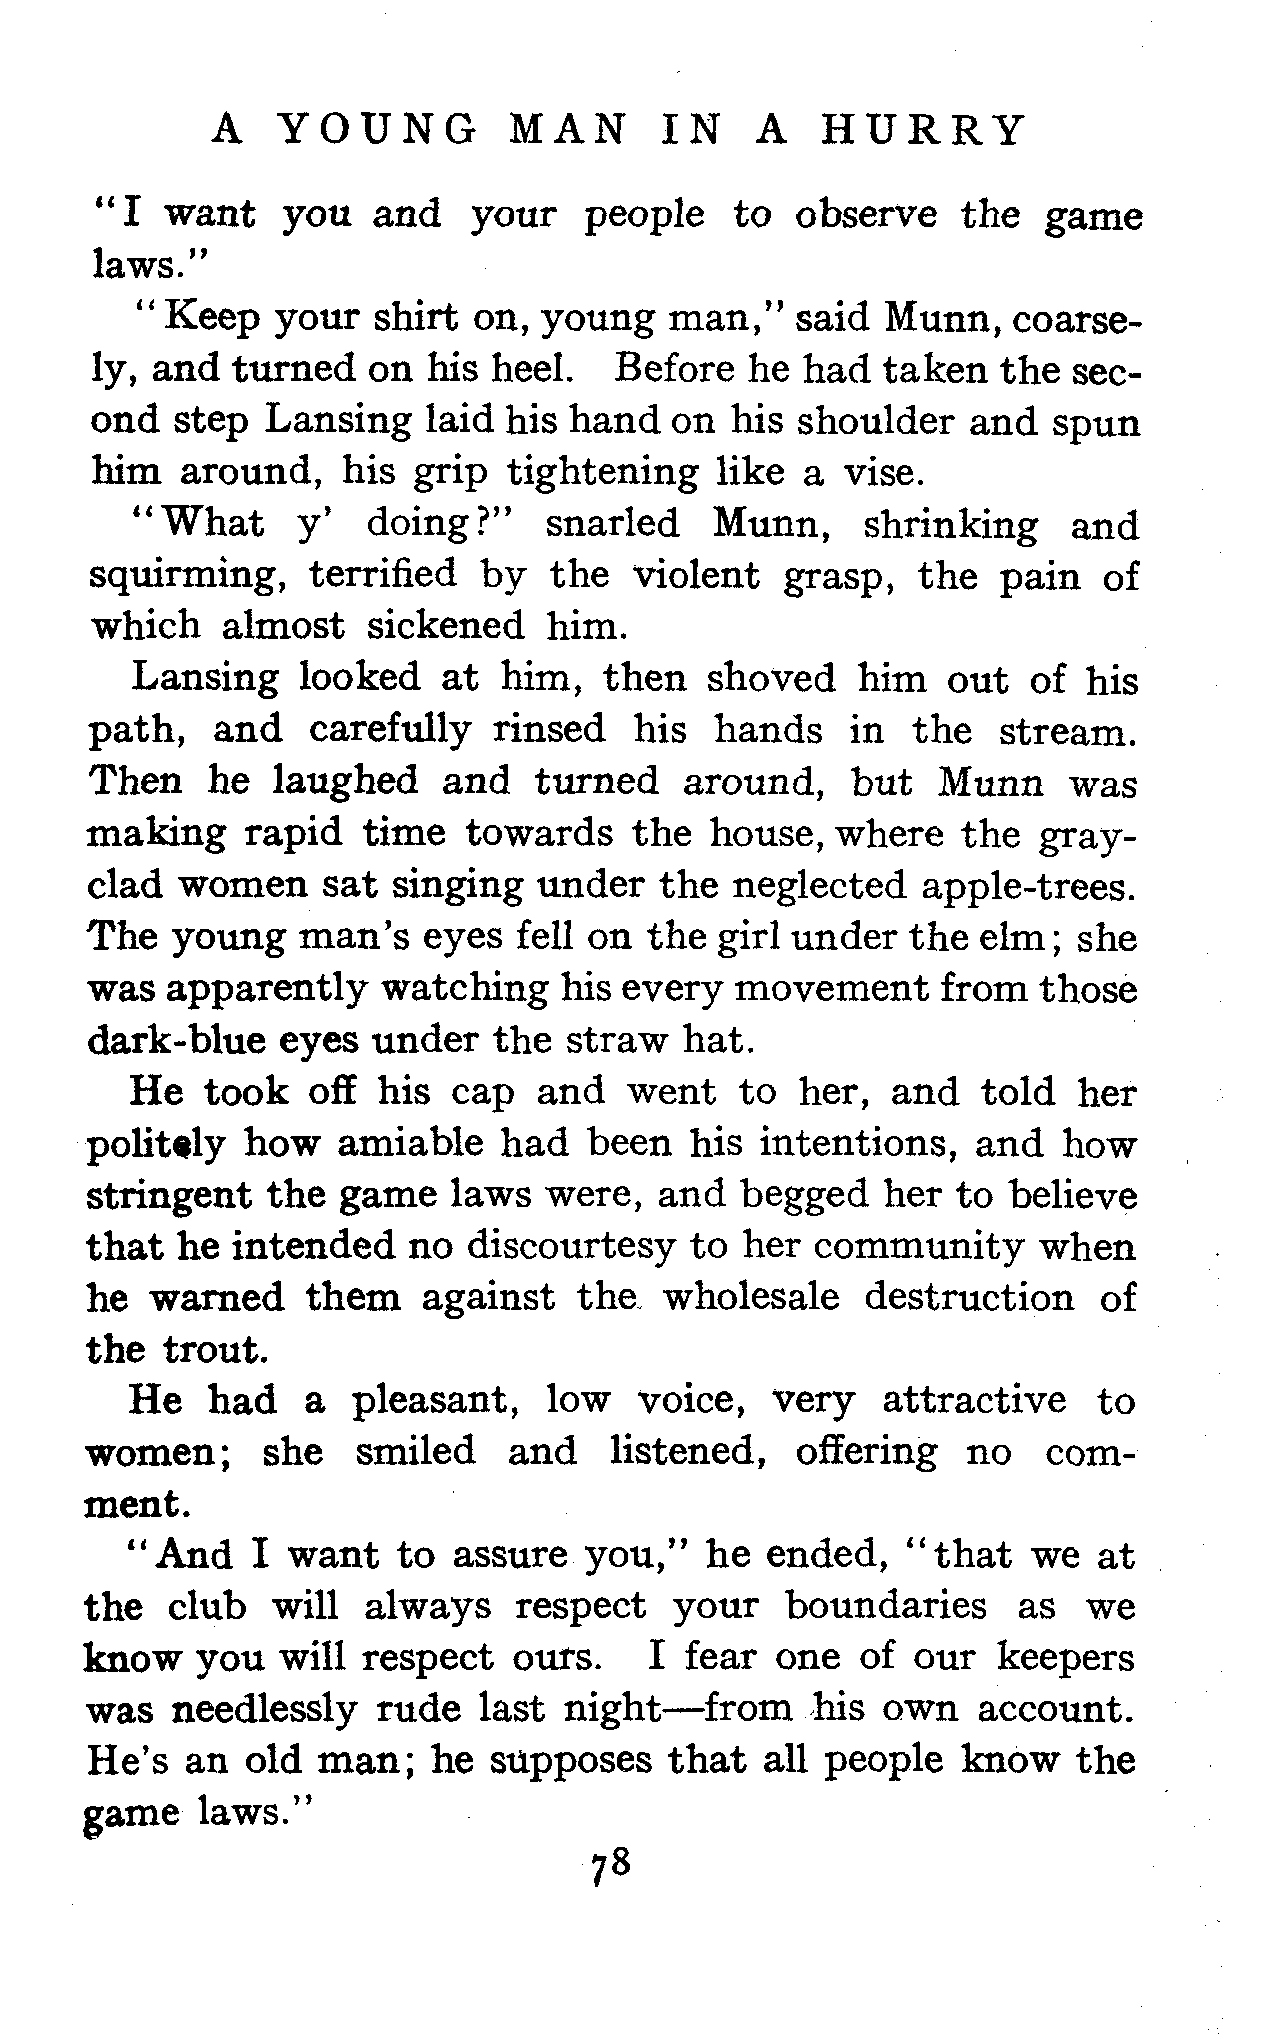 A YOUNG MAN IN A HURRY
"I want you and your people to observe the game
laws."
"Keep your shirt on, young man," said Munn, coarse-
ly, and turned on his heel. Before he had taken the sec-
ond step Lansing laid his hand on his shoulder and spun
him around, his grip tightening like a vise.
"What y' doing?" snarled Munn, shrinking and
squirming, terrified by the violent grasp, the pain of
which almost sickened him.
Lansing looked at him, then shoved him out of his
path, and carefully rinsed his hands in the stream.
Then he laughed and turned around, but Munn was
making rapid time towards the house, where the gray-
clad women sat singing under the neglected apple-trees.
The young man's eyes fell on the girl under the elm; she
was apparently watching his every movement from those
dark-blue eyes under the straw hat.
He took off his cap and went to her, and told her
politely how amiable had been his intentions, and how
stringent the game laws were, and begged her to believe
that he intended no discourtesy to her community when
he warned them against the wholesale destruction of
the trout.
He had a pleasant, low voice, very attractive to
women; she smiled and listened, offering no com-
ment.
"And I want to assure you," he ended, "that we at
the club will always respect your boundaries as we
know you will respect ours. I fear one of our keepers
was needlessly rude last night—from his own account.
He's an old man; he supposes that all people know the
game laws."
78